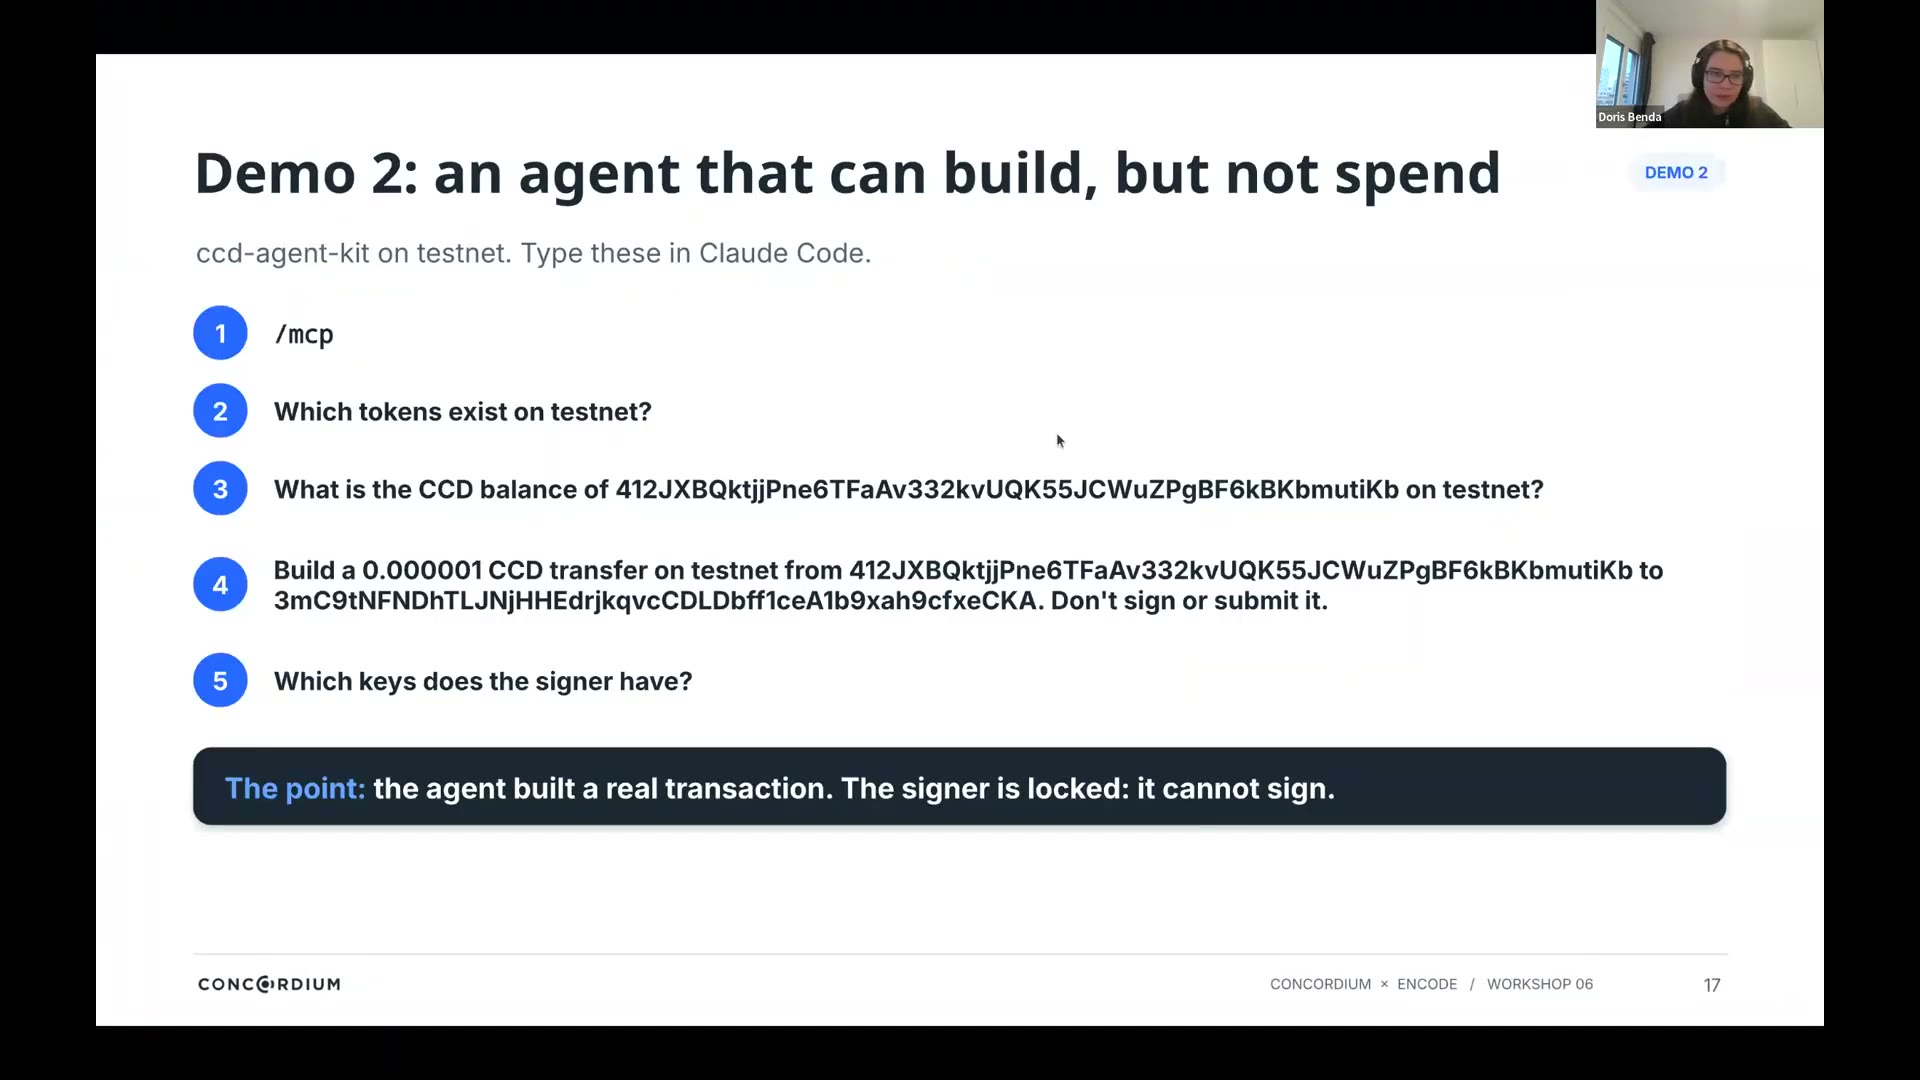 Doris Benda
Demo 2: an agent that can build, but not spend
DEMO 2
ccd-agent-kit on testnet. Type these in Claude Code.
1
/mcp
2
Which tokens exist on testnet?
3
What is the CCD balance of 412JXBQktjjPne6TFaAv332kvUQK55JCWuZPgBF6kBKbmutiKb on testnet?
4
Build a 0.000001 CCD transfer on testnet from 412JXBQktjjPne6TFaAv332kvUQK55JCWuZPgBF6kBKbmutiKb to
3mC9tNFNDhTLJNjHHEdrjkqvcCDLDbff1ceA1b9xah9cfxeCKA. Don't sign or submit it.
5
Which keys does the signer have?
The point: the agent built a real transaction. The signer is locked: it cannot sign.
CONCORDIUM
CONCORDIUM × ENCODE / WORKSHOP 06
17